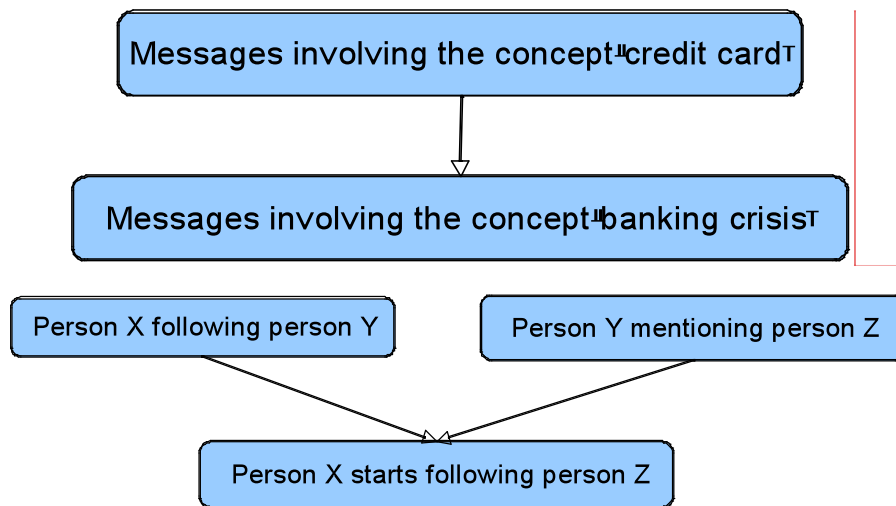 Messages involving the concept "credit card"
Messages involving the concept "banking crisis"
Person X following person Y
Person Y mentioning person Z
Person X starts following person Z